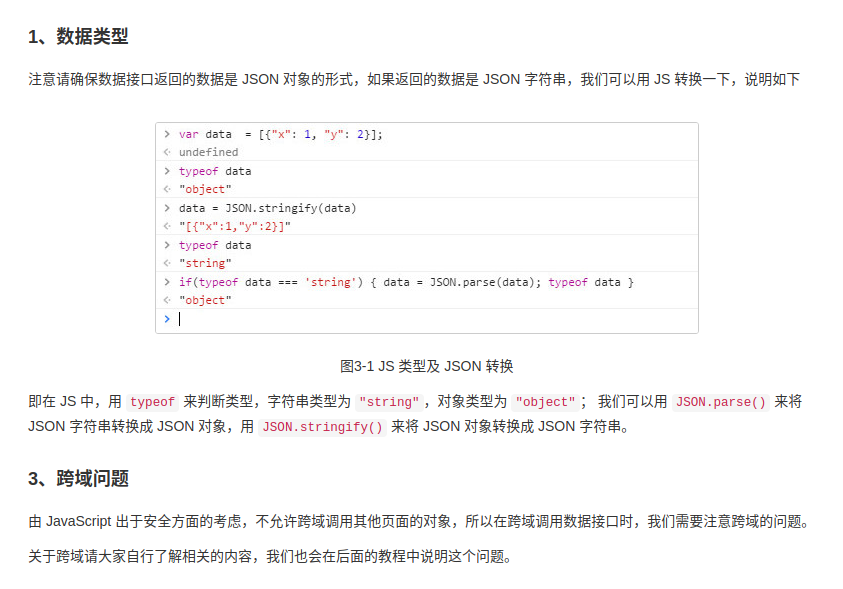 1、数据类型
注意请确保数据接口返回的数据是 JSON 对象的形式，如果返回的数据是 JSON 字符串，我们可以用 JS 转换一下，说明如下
> var data  = [{"x": 1, "y": 2}];
<· undefined
> typeof data
<· "object"
> data = JSON.stringify(data)
<· "[{"x":1,"y":2}]"
> typeof data
<· "string"
> if(typeof data === 'string') { data = JSON.parse(data); typeof data }
<· "object"
>
图3-1 JS 类型及 JSON 转换
即在 JS 中，用 typeof 来判断类型，字符串类型为 "string"，对象类型为 "object"； 我们可以用 JSON.parse() 来将
JSON 字符串转换成 JSON 对象，用 JSON.stringify() 来将 JSON 对象转换成 JSON 字符串。
3、跨域问题
由 JavaScript 出于安全方面的考虑，不允许跨域调用其他页面的对象，所以在跨域调用数据接口时，我们需要注意跨域的问题。
关于跨域请大家自行了解相关的内容，我们也会在后面的教程中说明这个问题。